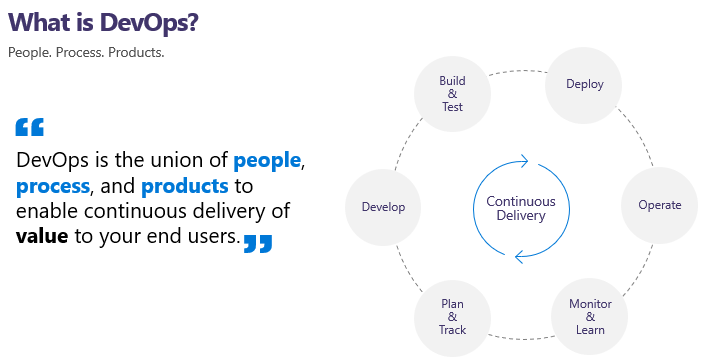 What is DevOps?
People. Process. Products.
❝
DevOps is the union of people,
process, and products to
enable continuous delivery of
value to your end users.❞
Build
&
Test
Deploy
Develop
Continuous
Delivery
Operate
Plan
&
Track
Monitor
&
Learn